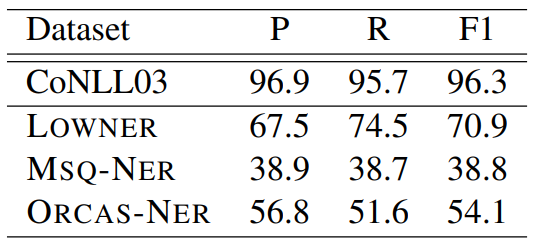 Dataset P R F1
CoNLL03 96.9 95.7 96.3
LOWNER 67.5 74.5 70.9
MSQ-NER 38.9 38.7 38.8
ORCAS-NER 56.8 51.6 54.1